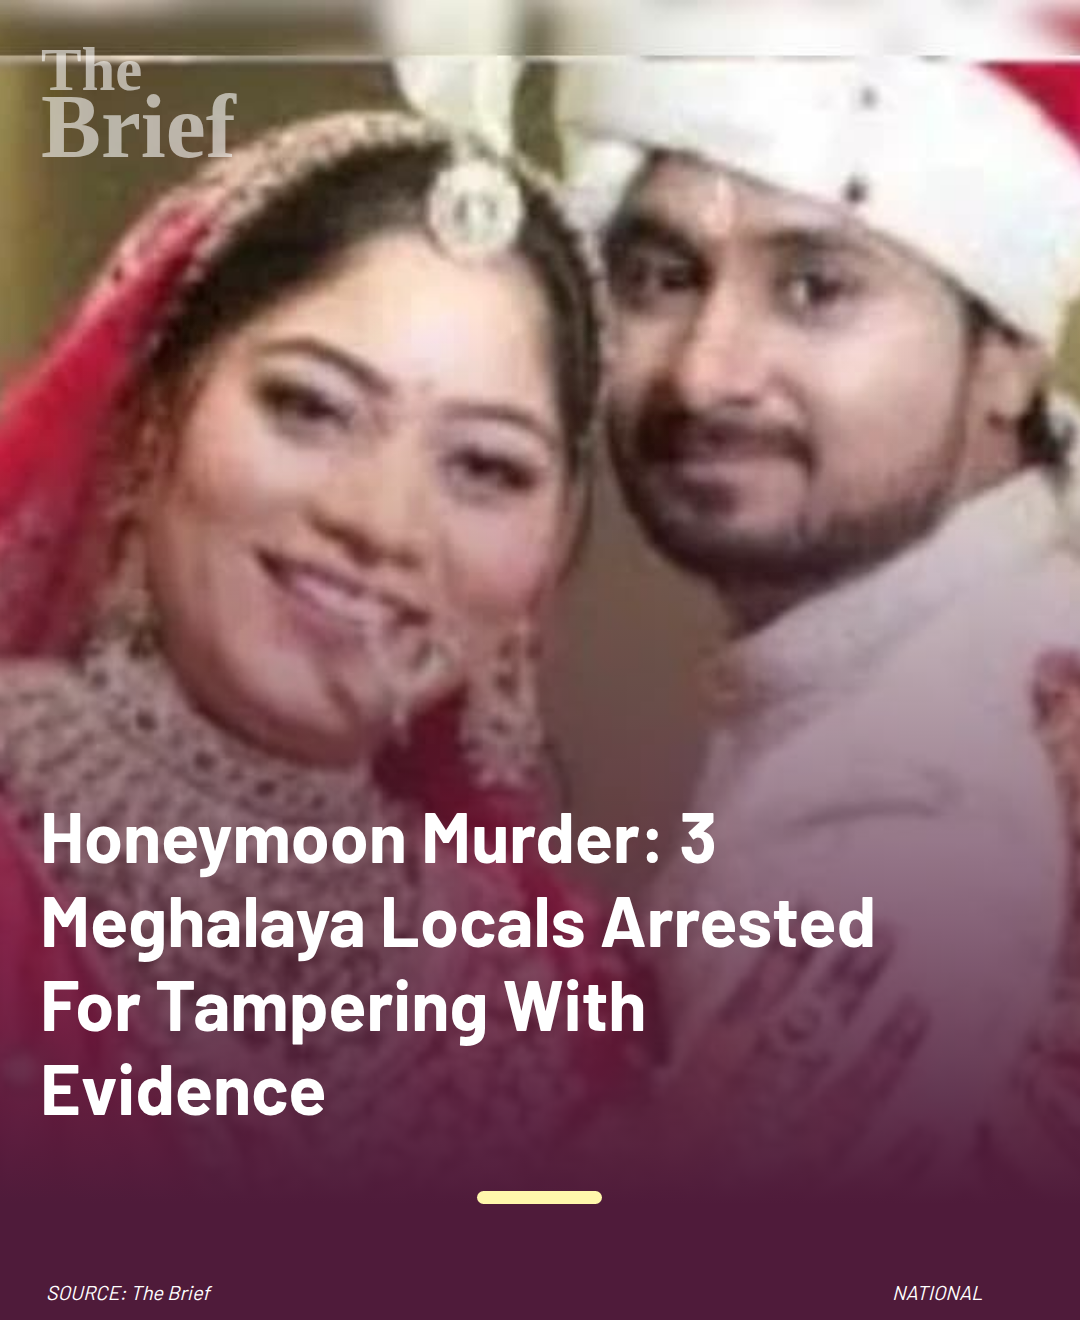 The
Brief
Honeymoon Murder: 3
Meghalaya Locals Arrested
For Tampering With
Evidence
SOURCE: The Brief
NATIONAL